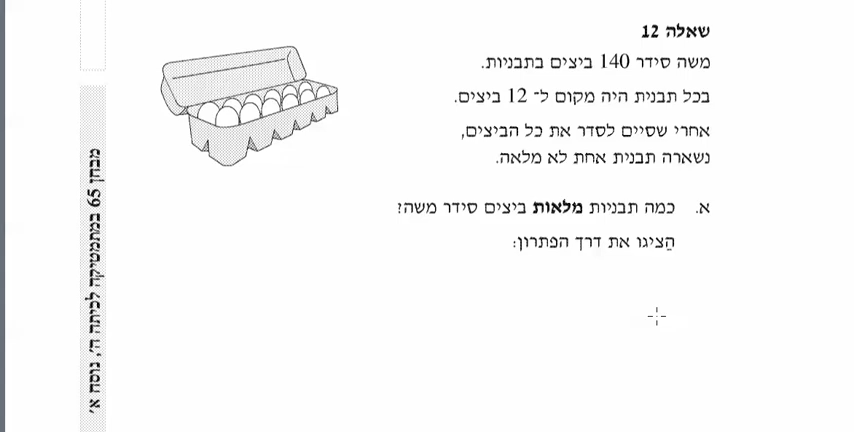 שאלה 12
משה סידר 140 ביצים בתבניות.
בכל תבנית היה מקום ל־ 12 ביצים.
אחרי שסיים לסדר את כל הביצים,
נשארה תבנית אחת לא מלאה.
א. כמה תבניות מלאות ביצים סידר משה?
הַציגו את דרך הפתרון:
מבחן 65 במתמטיקה לכיתה ה', נוסח א'